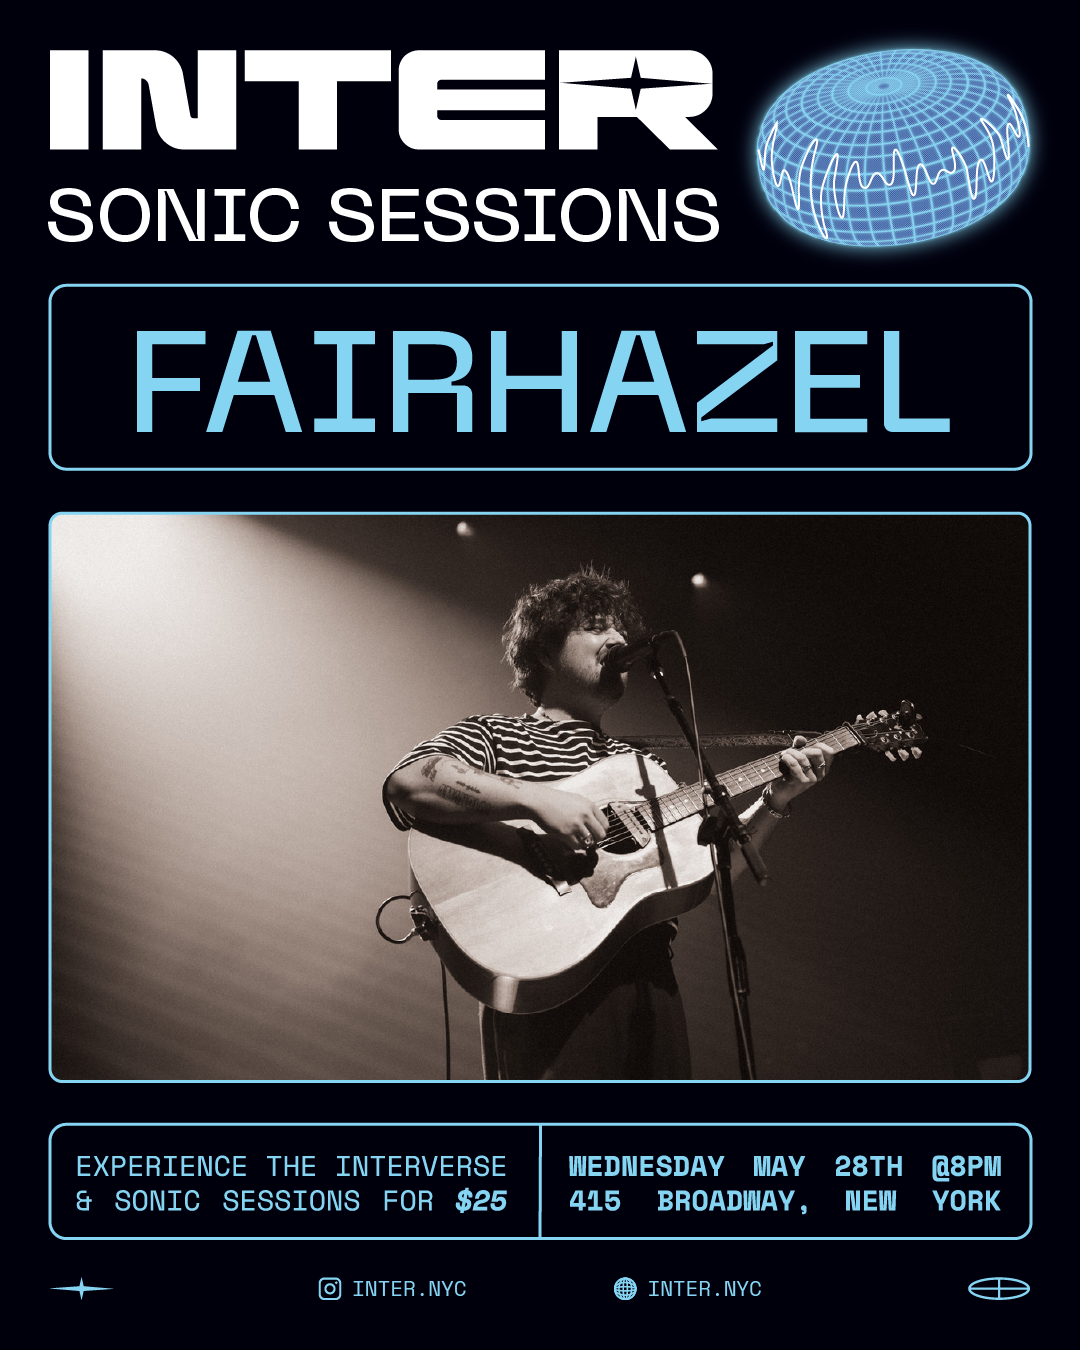 INTER
SONIC SESSIONS
FAIRHAZEL
EXPERIENCE THE INTERVERSE
& SONIC SESSIONS FOR $25
WEDNESDAY MAY 28TH @8PM
415 BROADWAY, NEW YORK
INTER.NYC
INTER.NYC